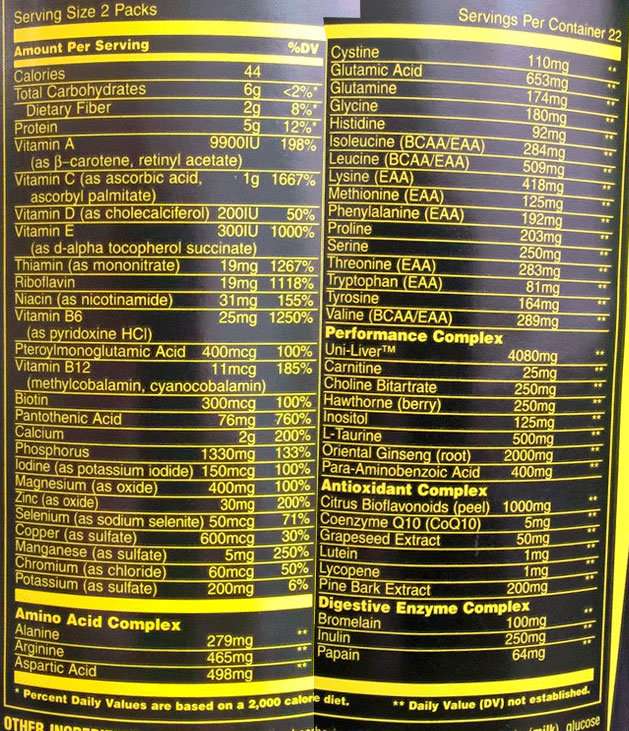 Serving Size 2 Packs
Amount Per Serving %DV
Calories 44
Total Carbohydrates 6g <2%*
Dietary Fiber 2g 8%*
Protein 5g 12%*
Vitamin A 9900IU 198%
(as β-carotene, retinyl acetate)
Vitamin C (as ascorbic acid, 1g 1667%
ascorbyl palmitate)
Vitamin D (as cholecalciferol) 200IU 50%
Vitamin E 300IU 1000%
(as d-alpha tocopherol succinate)
Thiamin (as mononitrate) 19mg 1267%
Riboflavin 19mg 1118%
Niacin (as nicotinamide) 31mg 155%
Vitamin B6 25mg 1250%
(as pyridoxine HCl)
Pteroylmonoglutamic Acid 400mcg 100%
Vitamin B12 11mcg 185%
(methylcobalamin, cyanocobalamin)
Biotin 300mcg 100%
Pantothenic Acid 76mg 760%
Calcium 2g 200%
Phosphorus 1330mg 133%
Iodine (as potassium iodide) 150mcg 100%
Magnesium (as oxide) 400mg 100%
Zinc (as oxide) 30mg 200%
Selenium (as sodium selenite) 50mcg 71%
Copper (as sulfate) 600mcg 30%
Manganese (as sulfate) 5mg 250%
Chromium (as chloride) 60mcg 50%
Potassium (as sulfate) 200mg 6%
Amino Acid Complex
Alanine 279mg **
Arginine 465mg **
Aspartic Acid 498mg **
Servings Per Container 22
Cystine 110mg **
Glutamic Acid 653mg **
Glutamine 174mg **
Glycine 180mg **
Histidine 92mg **
Isoleucine (BCAA/EAA) 284mg **
Leucine (BCAA/EAA) 509mg **
Lysine (EAA) 418mg **
Methionine (EAA) 125mg **
Phenylalanine (EAA) 192mg **
Proline 203mg **
Serine 250mg **
Threonine (EAA) 283mg **
Tryptophan (EAA) 81mg **
Tyrosine 164mg **
Valine (BCAA/EAA) 289mg **
Performance Complex
Uni-Liver™ 4080mg **
Carnitine 25mg **
Choline Bitartrate 250mg **
Hawthorne (berry) 250mg **
Inositol 125mg **
L-Taurine 500mg **
Oriental Ginseng (root) 2000mg **
Para-Aminobenzoic Acid 400mg **
Antioxidant Complex
Citrus Bioflavonoids (peel) 1000mg **
Coenzyme Q10 (CoQ10) 5mg **
Grapeseed Extract 50mg **
Lutein 1mg **
Lycopene 1mg **
Pine Bark Extract 200mg **
Digestive Enzyme Complex
Bromelain 100mg **
Inulin 250mg **
Papain 64mg **
* Percent Daily Values are based on a 2,000 calore diet. ** Daily Value (DV) not established.
OTHER (milk), glucose